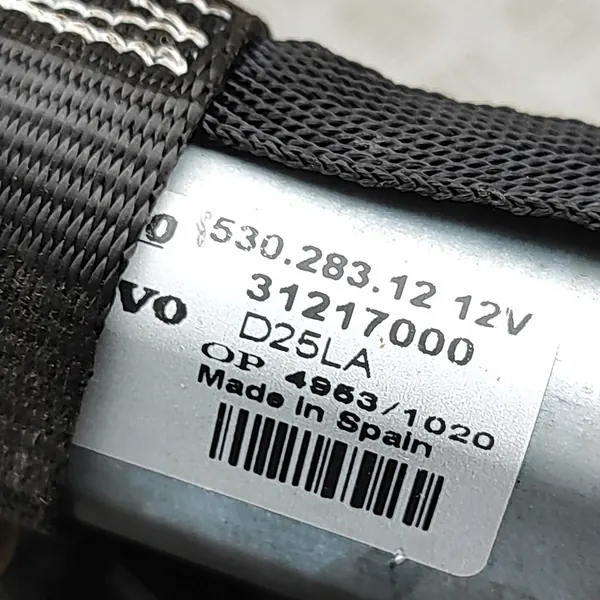 530.283.12 12V
31217000
VO
D25LA
OP 4953/1020
Made in Spain